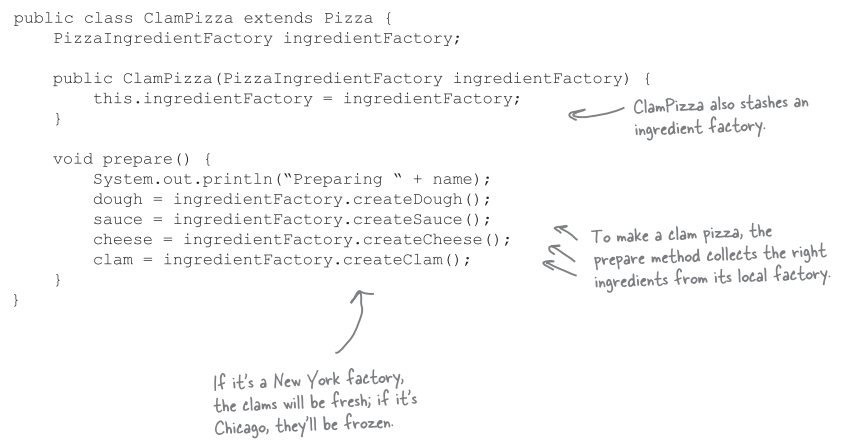 public class ClamPizza extends Pizza {
PizzaIngredientFactory ingredientFactory;
public ClamPizza(PizzaIngredientFactory ingredientFactory) {
this.ingredientFactory = ingredientFactory;
}
ClamPizza also stashes an
ingredient factory.
void prepare() {
System.out.println(“Preparing “ + name);
dough = ingredientFactory.createDough();
sauce = ingredientFactory.createSauce();
cheese = ingredientFactory.createCheese();
clam = ingredientFactory.createClam();
}
}
To make a clam pizza, the
prepare method collects the right
ingredients from its local factory.
If it's a New York factory,
the clams will be fresh; if it's
Chicago, they'll be frozen.